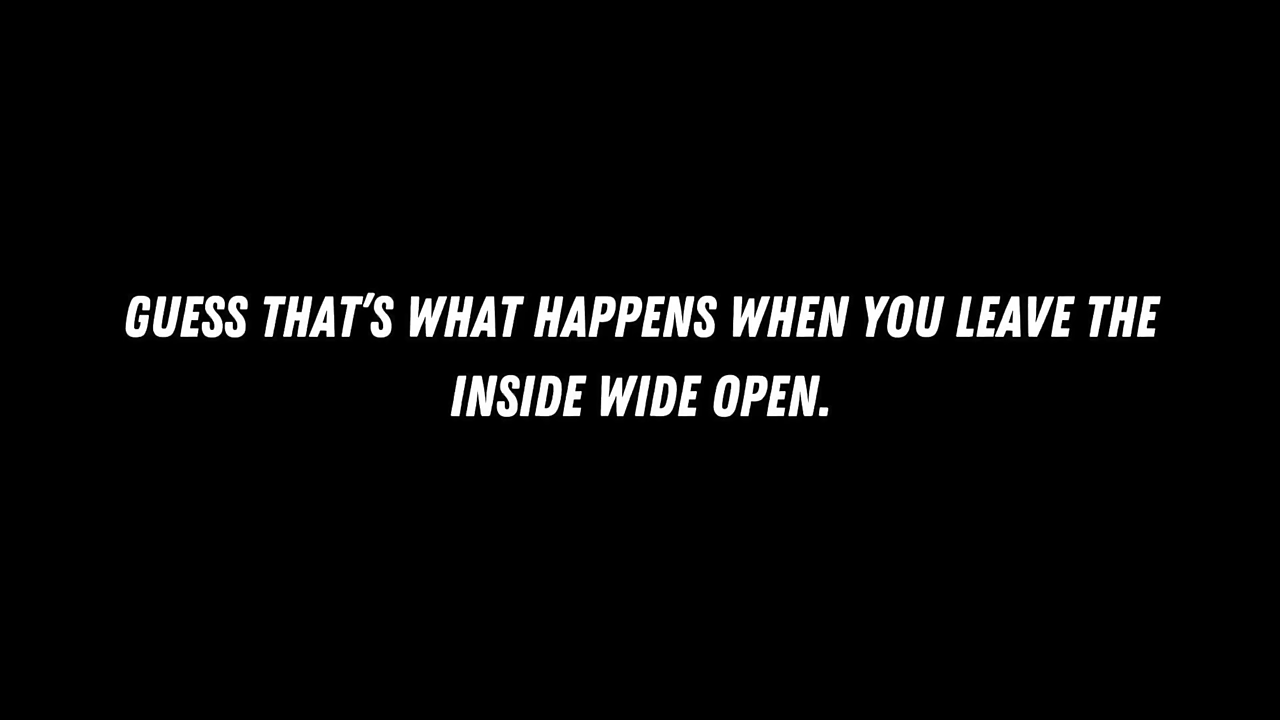 GUESS THAT'S WHAT HAPPENS WHEN YOU LEAVE THE
INSIDE WIDE OPEN.